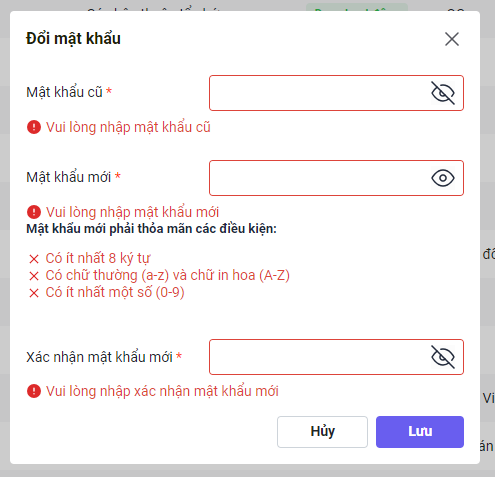 Đổi mật khẩu
Mật khẩu cũ *
Vui lòng nhập mật khẩu cũ
Mật khẩu mới *
Vui lòng nhập mật khẩu mới
Mật khẩu mới phải thỏa mãn các điều kiện:
Có ít nhất 8 ký tự
Có chữ thường (a-z) và chữ in hoa (A-Z)
Có ít nhất một số (0-9)
Xác nhận mật khẩu mới *
Vui lòng nhập xác nhận mật khẩu mới
Hủy Lưu